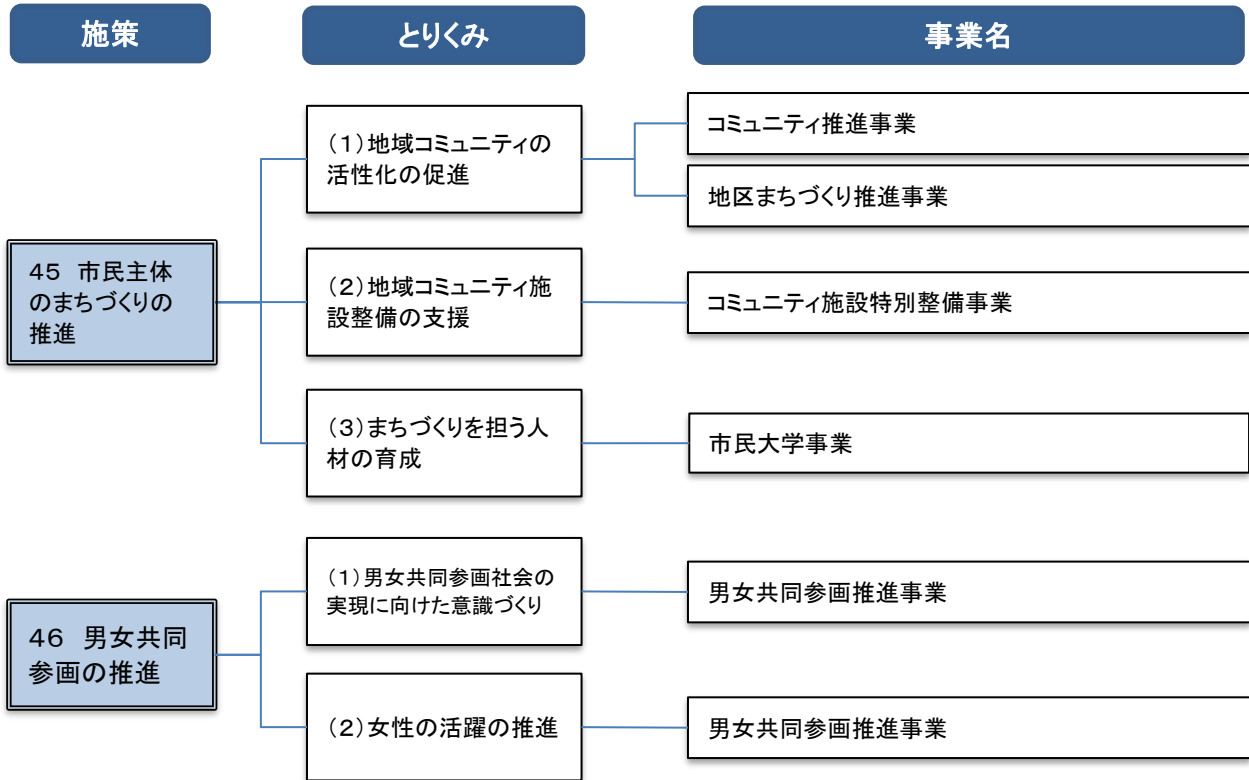 施策
とりくみ
事業名
45 市民主体
のまちづくりの
推進
（1）地域コミュニティの
活性化の促進
コミュニティ推進事業
地区まちづくり推進事業
（2）地域コミュニティ施
設整備の支援
コミュニティ施設特別整備事業
（3）まちづくりを担う人
材の育成
市民大学事業
46 男女共同
参画の推進
（1）男女共同参画社会の
実現に向けた意識づくり
男女共同参画推進事業
（2）女性の活躍の推進
男女共同参画推進事業